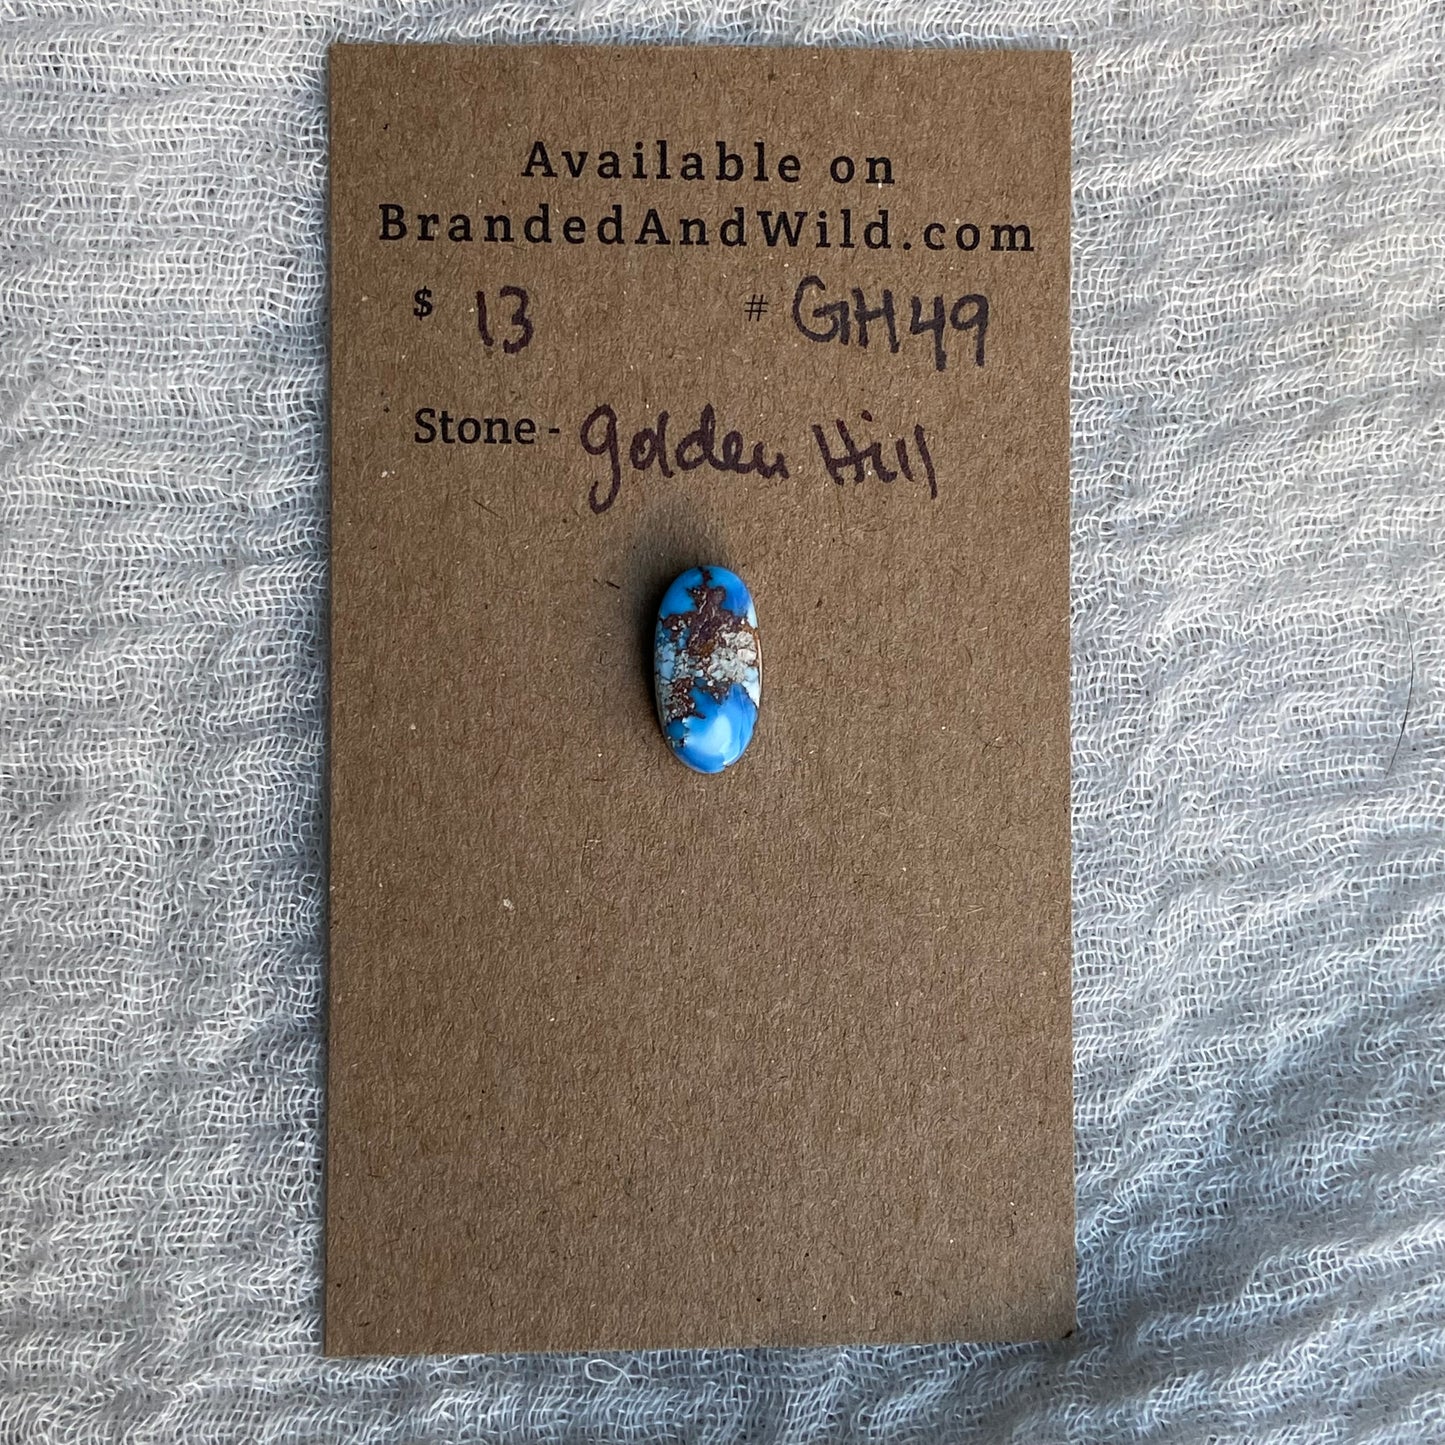 Available on
BrandedAndWild.com
$ 13 # GH49
Stone - golden Hill